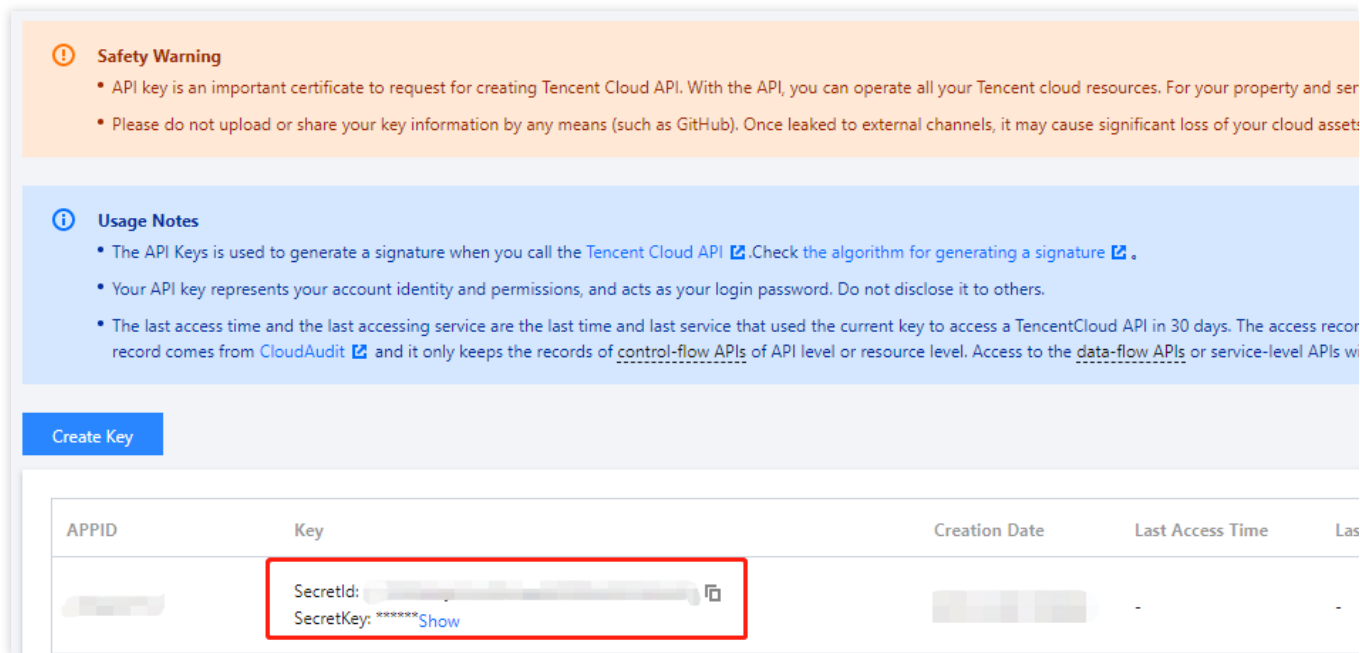 Safety Warning
• API key is an important certificate to request for creating Tencent Cloud API. With the API, you can operate all your Tencent cloud resources. For your property and ser
• Please do not upload or share your key information by any means (such as GitHub). Once leaked to external channels, it may cause significant loss of your cloud assets
Usage Notes
• The API Keys is used to generate a signature when you call the Tencent Cloud API .Check the algorithm for generating a signature 。
• Your API key represents your account identity and permissions, and acts as your login password. Do not disclose it to others.
• The last access time and the last accessing service are the last time and last service that used the current key to access a TencentCloud API in 30 days. The access recor
record comes from CloudAudit and it only keeps the records of control-flow APIs of API level or resource level. Access to the data-flow APIs or service-level APIs wi
Create Key
APPID Key Creation Date Last Access Time Las
SecretId:
SecretKey: ******Show
- -